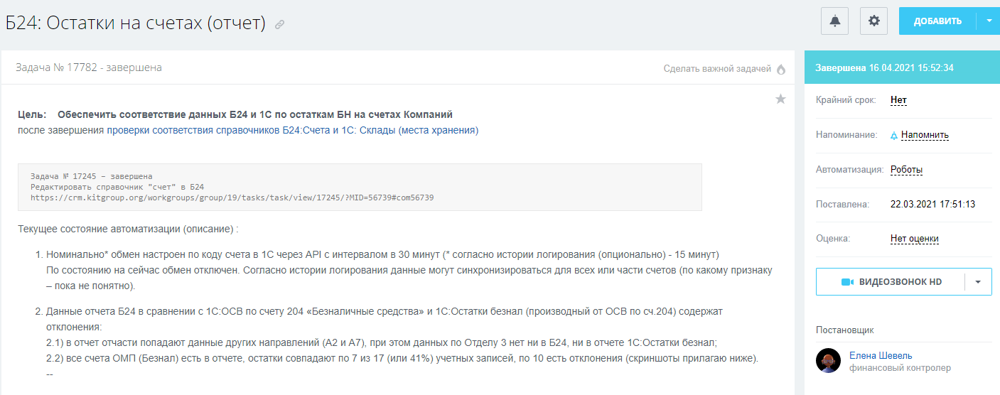 Б24: Остатки на счетах (отчет)
ДОБАВИТЬ
Задача № 17782 - завершена
Сделать важной задачей
Цель: Обеспечить соответствие данных Б24 и 1С по остаткам БН на счетах Компаний
после завершения проверки соответствия справочников Б24:Счета и 1С: Склады (места хранения)
Задача № 17245 – завершена
Редактировать справочник "счет" в Б24
https://crm.kitgroup.org/workgroups/group/19/tasks/task/view/17245/?MID=56739#com56739
Текущее состояние автоматизации (описание) :
1. Номинально* обмен настроен по коду счета в 1С через API с интервалом в 30 минут (* согласно истории логирования (опционально) - 15 минут)
По состоянию на сейчас обмен отключен. Согласно истории логирования данные могут синхронизироваться для всех или части счетов (по какому признаку
– пока не понятно).
2. Данные отчета Б24 в сравнении с 1С:ОСВ по счету 204 «Безналичные средства» и 1С:Остатки безнал (производный от ОСВ по сч.204) содержат
отклонения:
2.1) в отчет отчасти попадают данные других направлений (А2 и А7), при этом данных по Отделу 3 нет ни в Б24, ни в отчете 1С:Остатки безнал;
2.2) все счета ОМП (Безнал) есть в отчете, остатки совпадают по 7 из 17 (или 41%) учетных записей, по 10 есть отклонения (скриншоты прилагаю ниже).
--
Завершена 16.04.2021 15:52:34
Крайний срок: Нет
Напоминание: Напомнить
Автоматизация: Роботы
Поставлена: 22.03.2021 17:51:13
Оценка: Нет оценки
ВИДЕОЗВОНОК HD
Постановщик
Елена Шевель
финансовый контролер